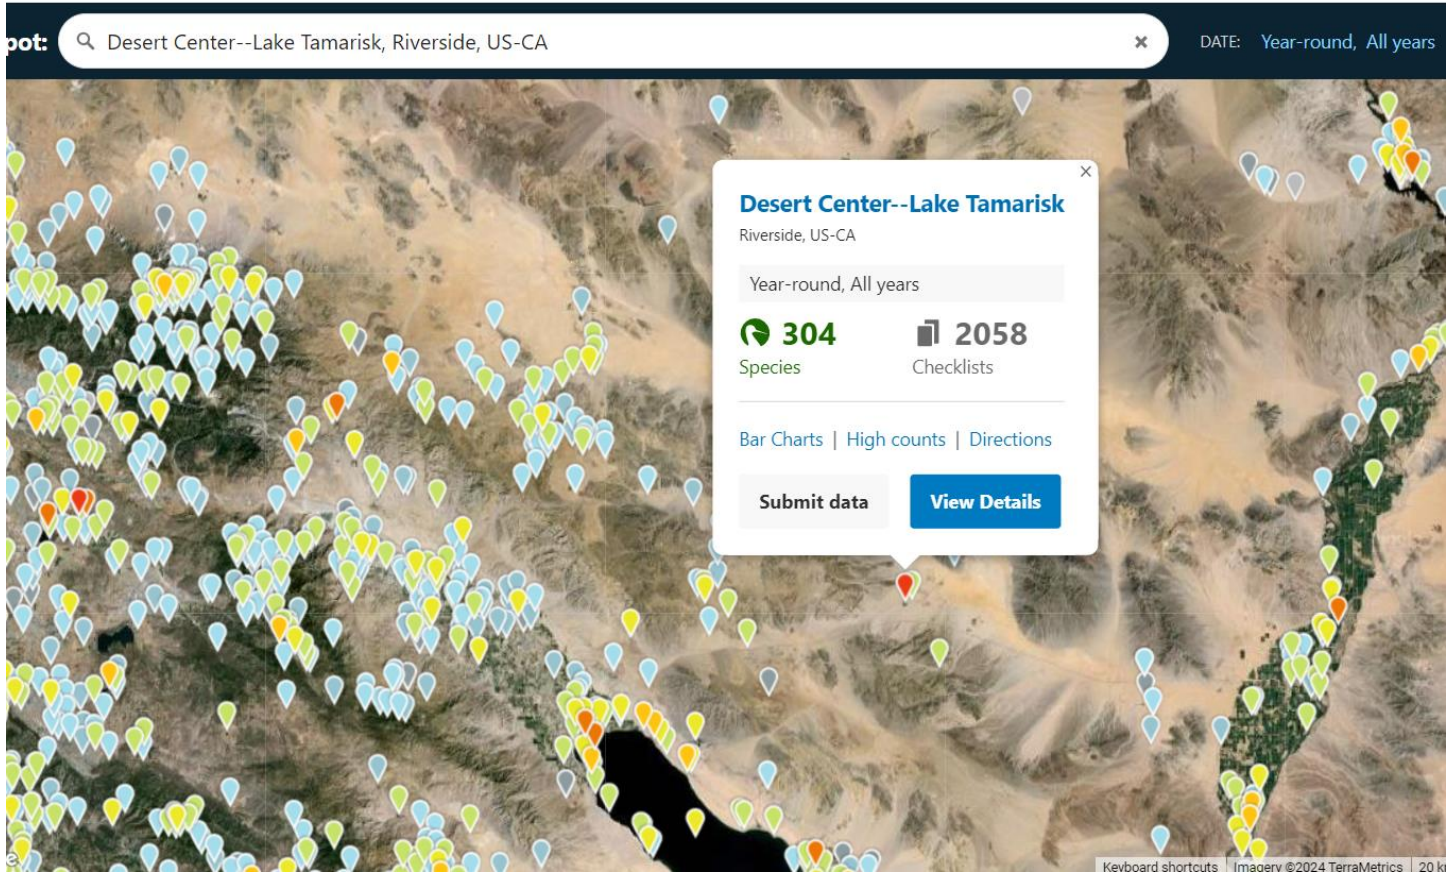 pot: Desert Center--Lake Tamarisk, Riverside, US-CA × DATE: Year-round, All years
Desert Center--Lake Tamarisk
Riverside, US-CA
Year-round, All years
304 2058
Species Checklists
Bar Charts | High counts | Directions
Submit data View Details
Keyboard shortcuts Imagery ©2024 TerraMetrics 20 k